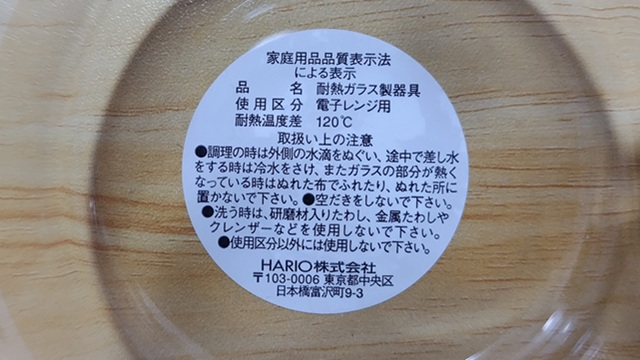 家庭用品品質表示法
による表示
品 名 耐熱ガラス製器具
使用区分 電子レンジ用
耐熱温度差 120℃
取扱い上の注意
●調理の時は外側の水滴をぬぐい、途中で差し水
をする時は冷水をさけ、またガラスの部分が熱く
なっている時はぬれた布でふれたり、ぬれた所に
置かないで下さい。●空だきをしないで下さい。
●洗う時は、研磨材入りたわし、金属たわしや
クレンザーなどを使用しないで下さい。
●使用区分以外には使用しないで下さい。
HARIO株式会社
〒103-0006 東京都中央区
日本橋富沢町9-3